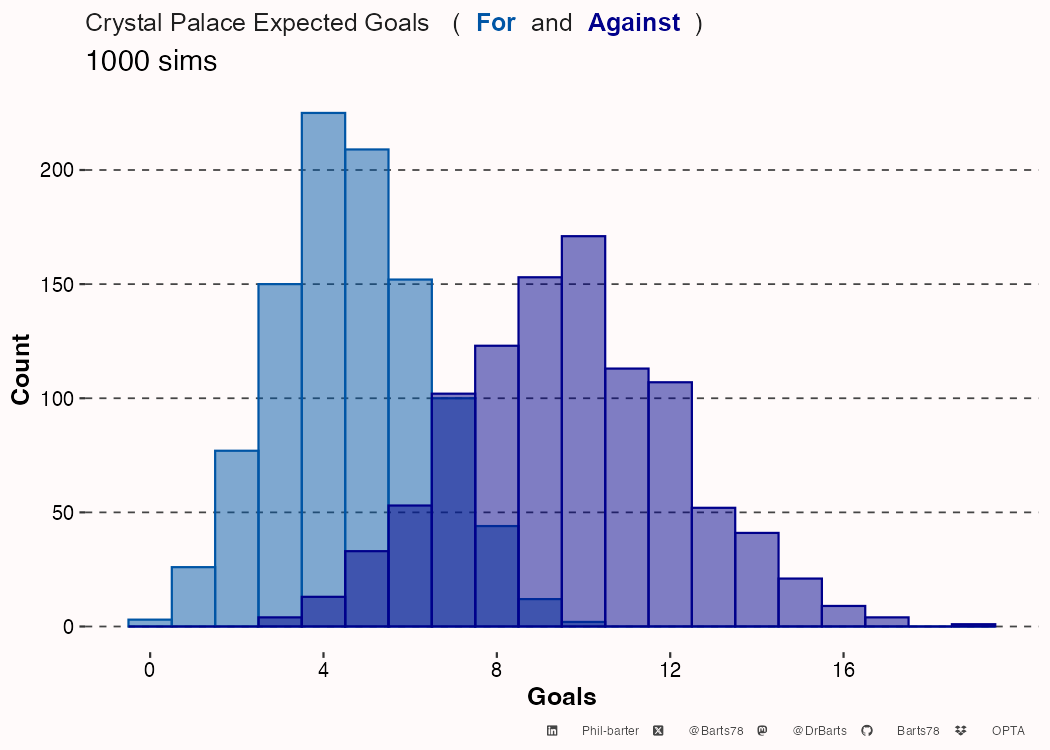 Crystal Palace Expected Goals ( For and Against )
1000 sims
200
150
100
50
0
Count
0 4 8 12 16
Goals
Phil-barter @Barts78 @DrBarts Barts78 OPTA